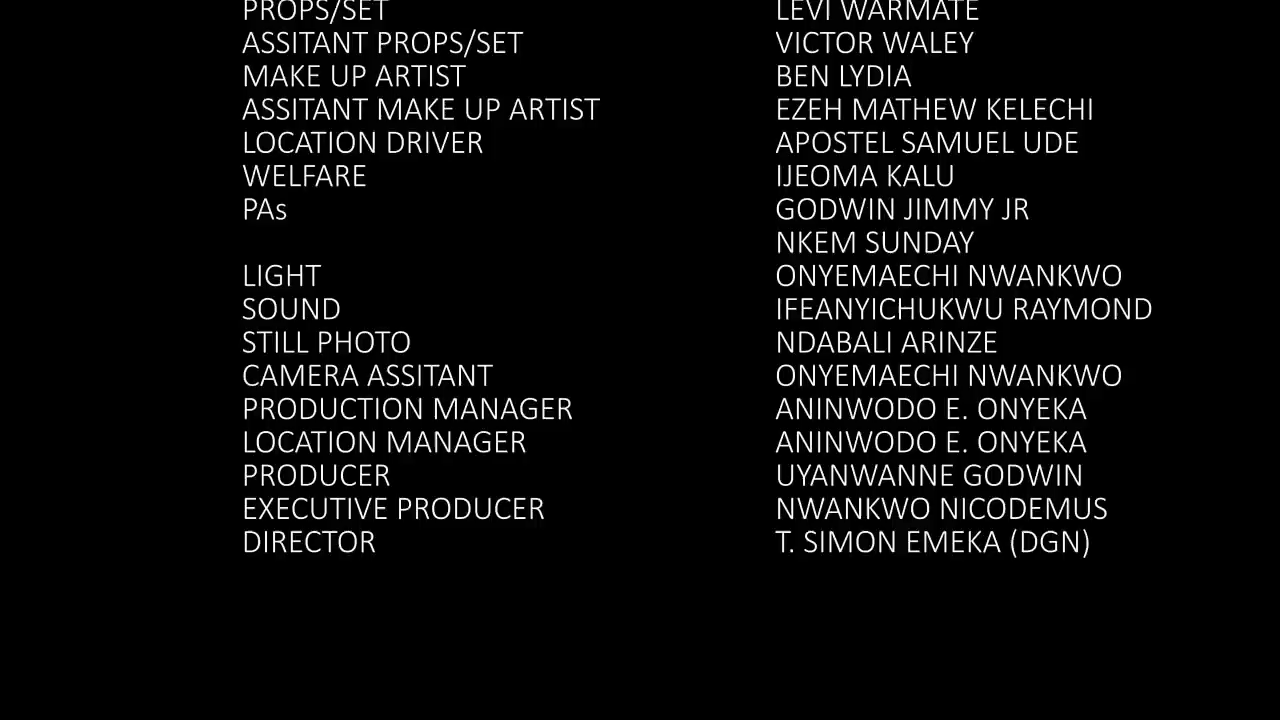 PROPS/SET LEVI WARMATE
ASSITANT PROPS/SET VICTOR WALEY
MAKE UP ARTIST BEN LYDIA
ASSITANT MAKE UP ARTIST EZEH MATHEW KELECHI
LOCATION DRIVER APOSTEL SAMUEL UDE
WELFARE IJEOMA KALU
PAs GODWIN JIMMY JR
NKEM SUNDAY
LIGHT ONYEMAECHI NWANKWO
SOUND IFEANYICHUKWU RAYMOND
STILL PHOTO NDABALI ARINZE
CAMERA ASSITANT ONYEMAECHI NWANKWO
PRODUCTION MANAGER ANINWODO E. ONYEKA
LOCATION MANAGER ANINWODO E. ONYEKA
PRODUCER UYANWANNE GODWIN
EXECUTIVE PRODUCER NWANKWO NICODEMUS
DIRECTOR T. SIMON EMEKA (DGN)